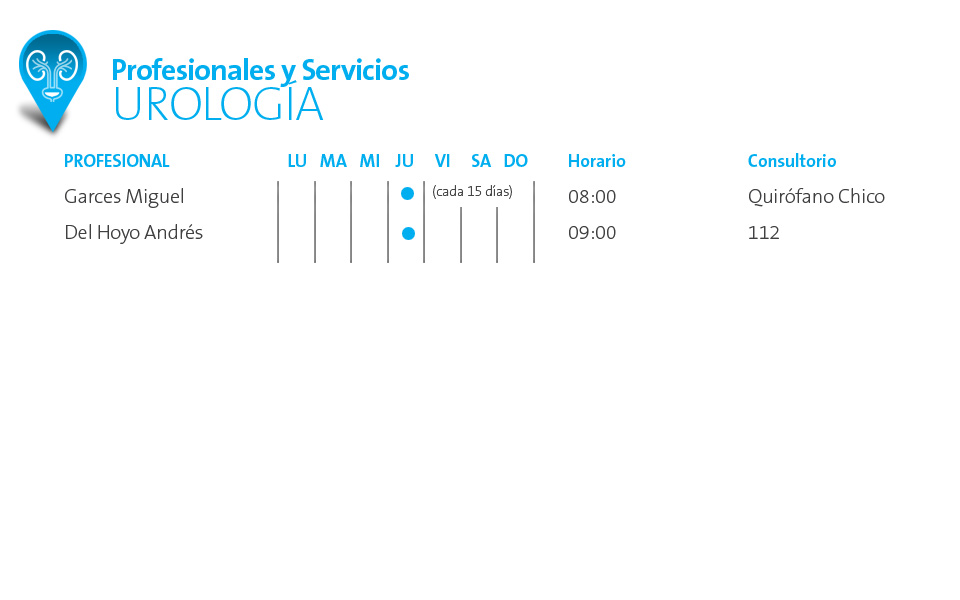 Profesionales y Servicios
UROLOGÍA
PROFESIONAL LU MA MI JU VI SA DO Horario Consultorio
Garces Miguel (cada 15 días) 08:00 Quirófano Chico
Del Hoyo Andrés 09:00 112